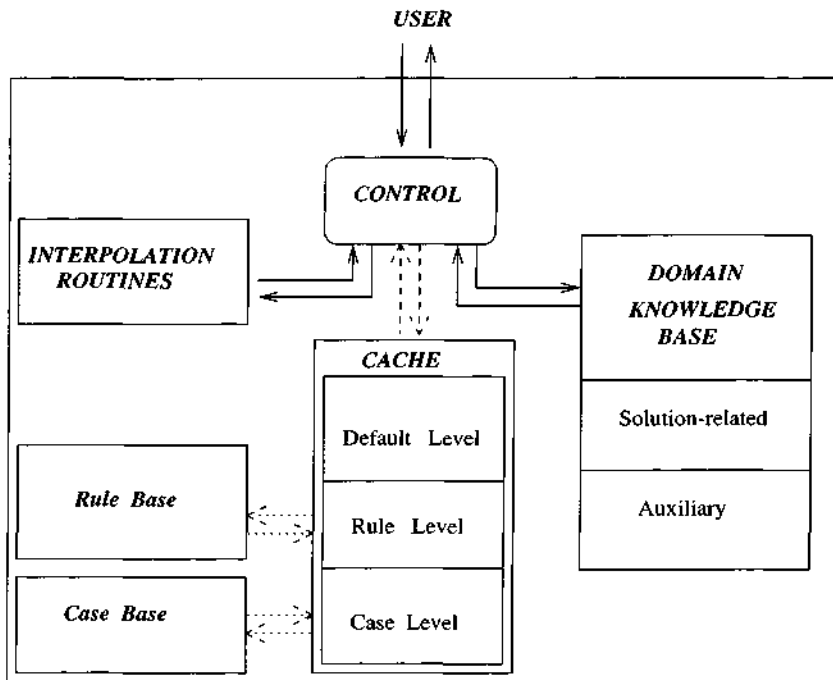 USER
CONTROL
INTERPOLATION
ROUTINES
DOMAIN
KNOWLEDGE
BASE
Solution-related
Auxiliary
CACHE
Default Level
Rule Level
Case Level
Rule Base
Case Base